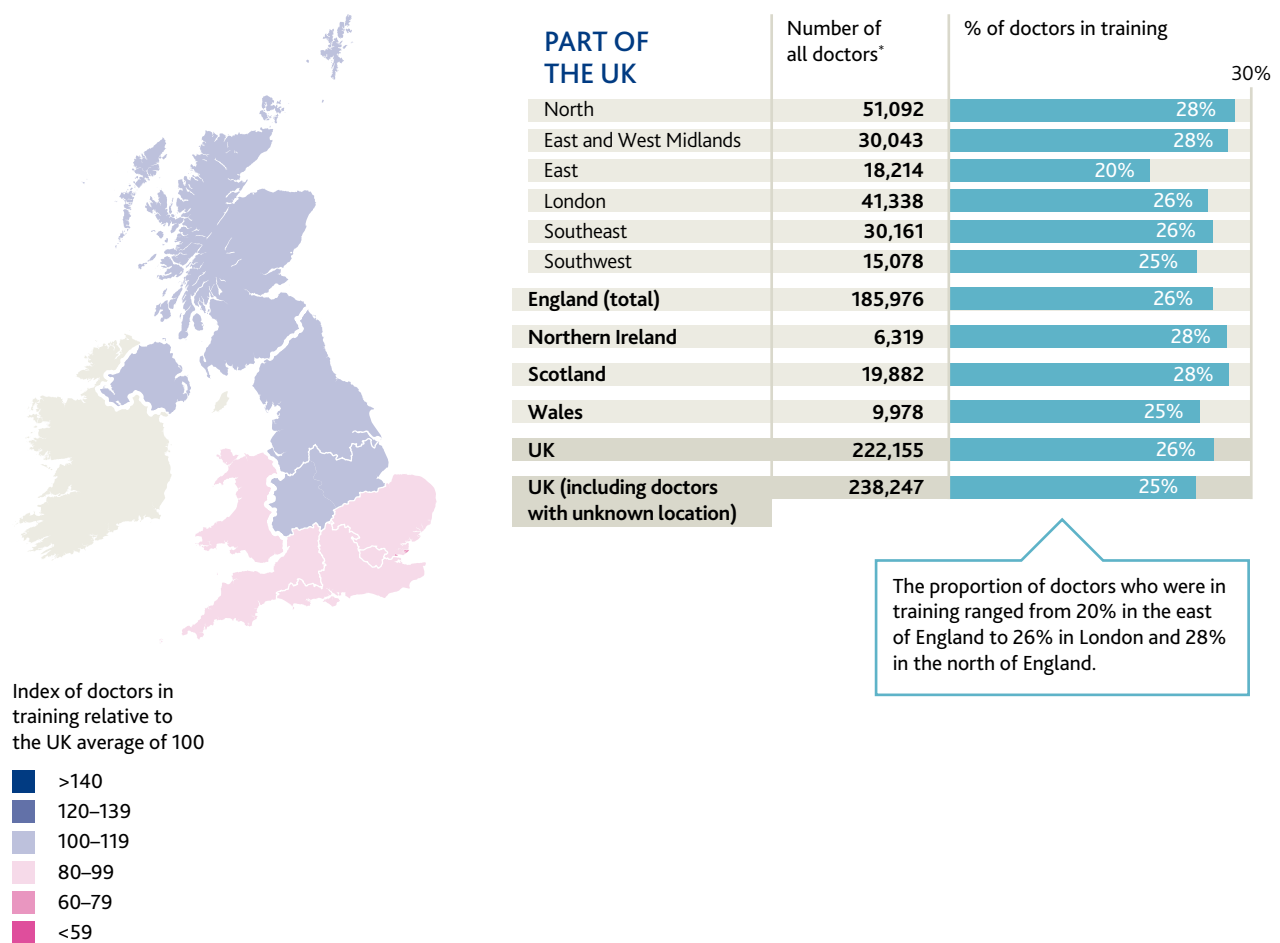 PART OF
THE UK
Number of
all doctors*
% of doctors in training
30%
North 51,092 28%
East and West Midlands 30,043 28%
East 18,214 20%
London 41,338 26%
Southeast 30,161 26%
Southwest 15,078 25%
England (total) 185,976 26%
Northern Ireland 6,319 28%
Scotland 19,882 28%
Wales 9,978 25%
UK 222,155 26%
UK (including doctors 238,247 25%
with unknown location)
The proportion of doctors who were in
training ranged from 20% in the east
of England to 26% in London and 28%
in the north of England.
Index of doctors in
training relative to
the UK average of 100
>140
120–139
100–119
80–99
60–79
<59